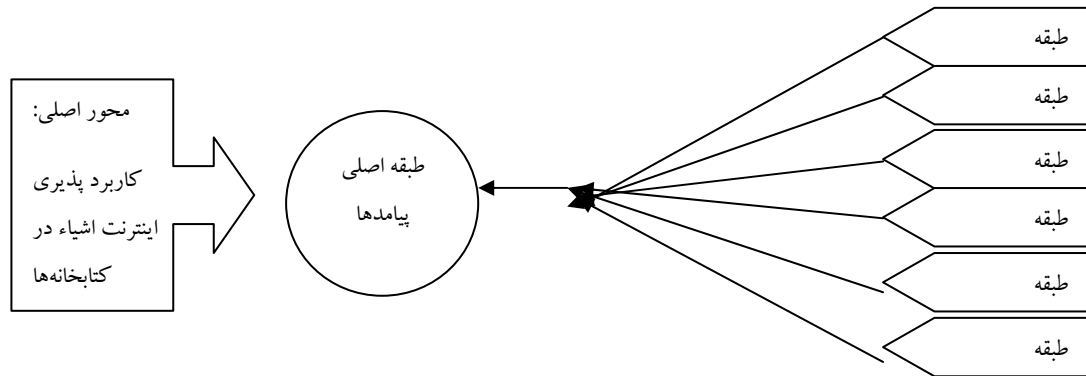 طبقه
طبقه
طبقه
طبقه
طبقه
طبقه
طبقه اصلی
پیامدها
محور اصلی:
کاربرد پذیری
اینترنت اشیاء در
کتابخانه‌ها